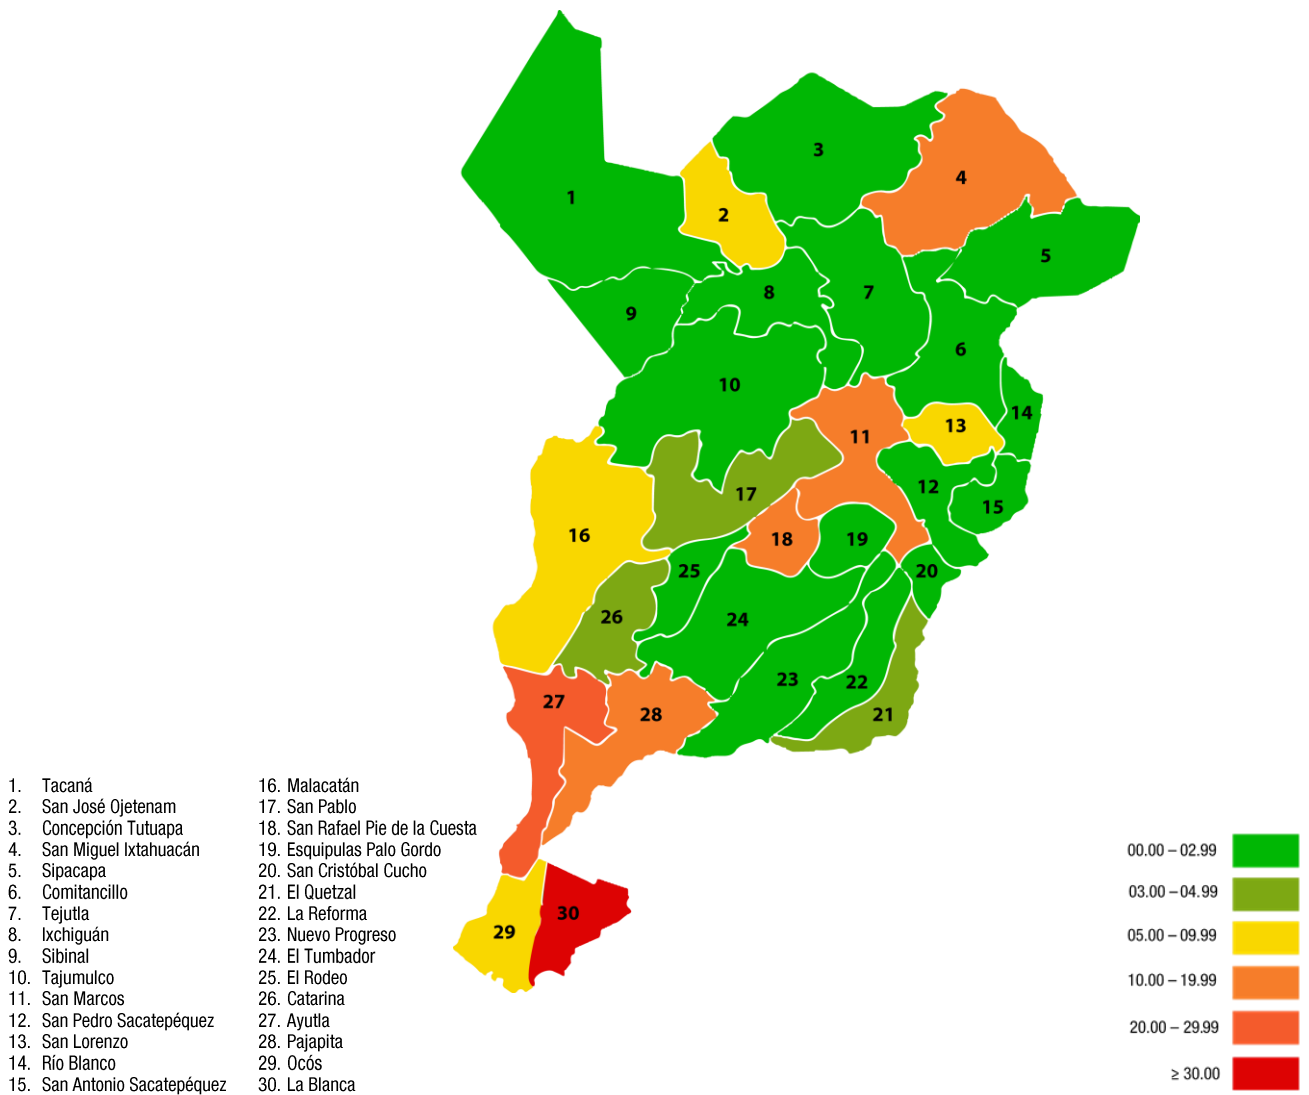 3
4
1
2
5
8
7
9
6
10
14
13
11
12
17
15
16
18
19
25
20
26
24
23
22
27
28
21
30
29
1. Tacaná
2. San José Ojetenam
3. Concepción Tutuapa
4. San Miguel Ixtahuacán
5. Sipacapa
6. Comitancillo
7. Tejutla
8. Ixchiguán
9. Sibinal
10. Tajumulco
11. San Marcos
12. San Pedro Sacatepéquez
13. San Lorenzo
14. Río Blanco
15. San Antonio Sacatepéquez
16. Malacatán
17. San Pablo
18. San Rafael Pie de la Cuesta
19. Esquipulas Palo Gordo
20. San Cristóbal Cucho
21. El Quetzal
22. La Reforma
23. Nuevo Progreso
24. El Tumbador
25. El Rodeo
26. Catarina
27. Ayutla
28. Pajapita
29. Ocós
30. La Blanca
00.00 – 02.99
03.00 – 04.99
05.00 – 09.99
10.00 – 19.99
20.00 – 29.99
≥ 30.00